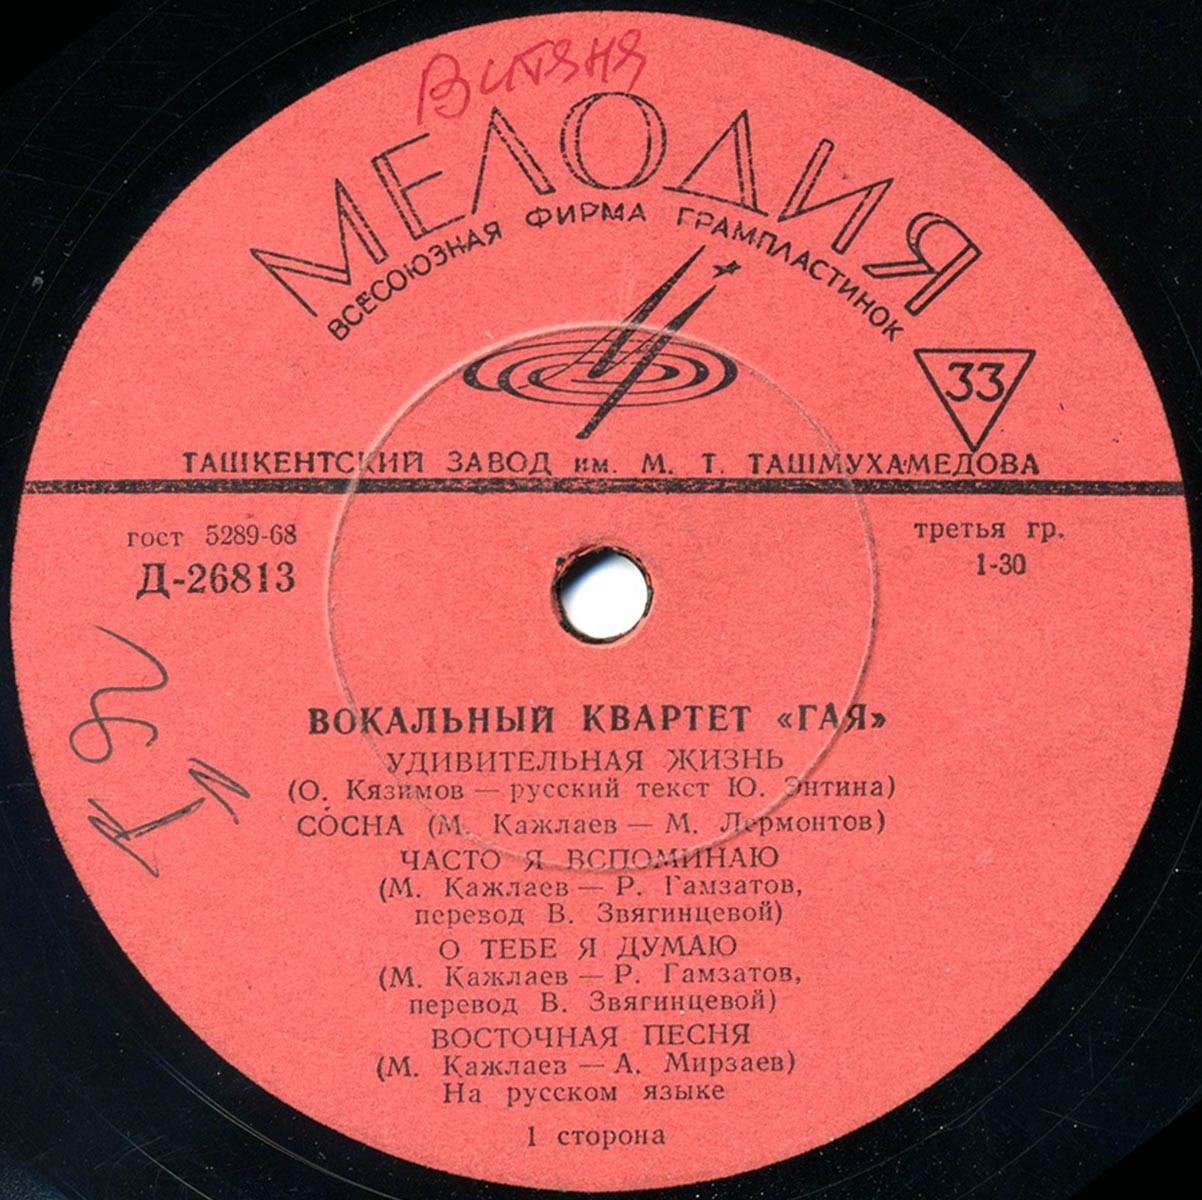 Витяня
МЕЛОДИЯ
ВСЕСОЮЗНАЯ ФИРМА ГРАМПЛАСТИНОК
33
ТАШКЕНТСКИЙ ЗАВОД им. М. Т. ТАШМУХАМЕДОВА
гост 5289-68
Д-26813
третья гр.
1-30
ВОКАЛЬНЫЙ КВАРТЕТ «ГАЯ»
УДИВИТЕЛЬНАЯ ЖИЗНЬ
(О. Кязимов — русский текст Ю. Энтина)
СОСНА (М. Кажлаев — М. Лермонтов)
ЧАСТО Я ВСПОМИНАЮ
(М. Кажлаев — Р. Гамзатов,
перевод В. Звягинцевой)
О ТЕБЕ Я ДУМАЮ
(М. Кажлаев — Р. Гамзатов,
перевод В. Звягинцевой)
ВОСТОЧНАЯ ПЕСНЯ
(М. Кажлаев — А. Мирзаев)
На русском языке
1 сторона